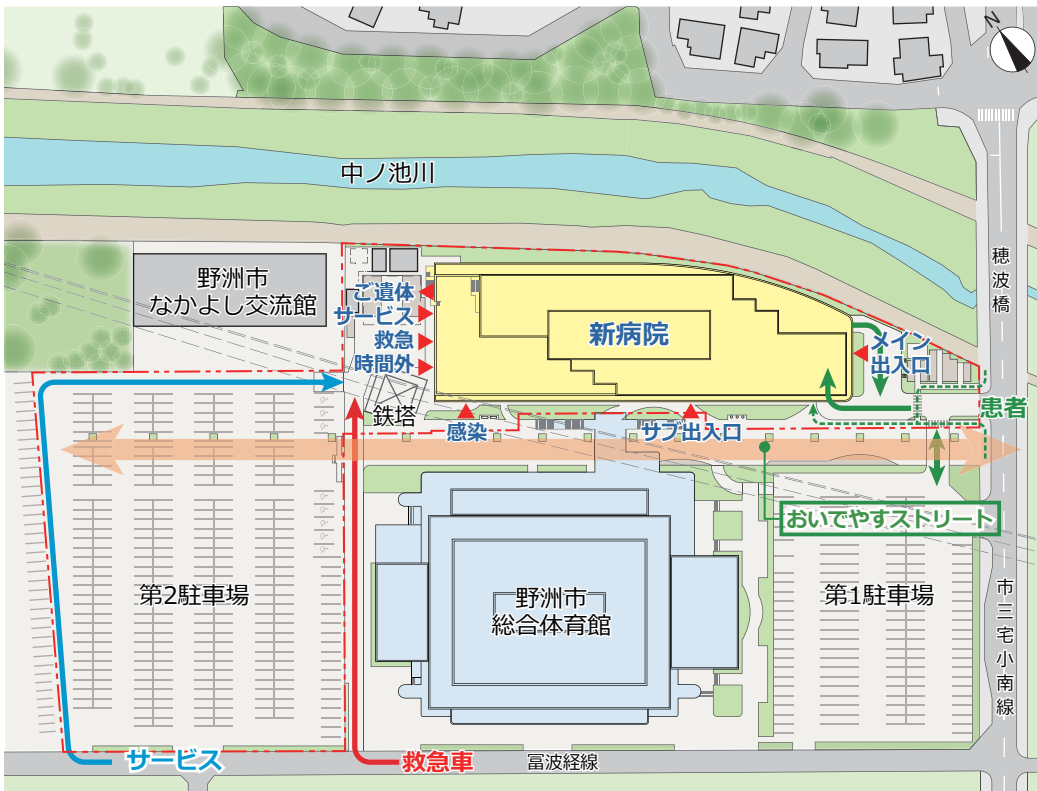 N
中ノ池川
穂波橋
野洲市
なかよし交流館
ご遺体
サービス
救急
時間外
新病院
メイン
出入口
患者
鉄塔
感染
サブ出入口
おいでやすストリート
第2駐車場
野洲市
総合体育館
第1駐車場
市三宅小南線
サービス
救急車
冨波経線